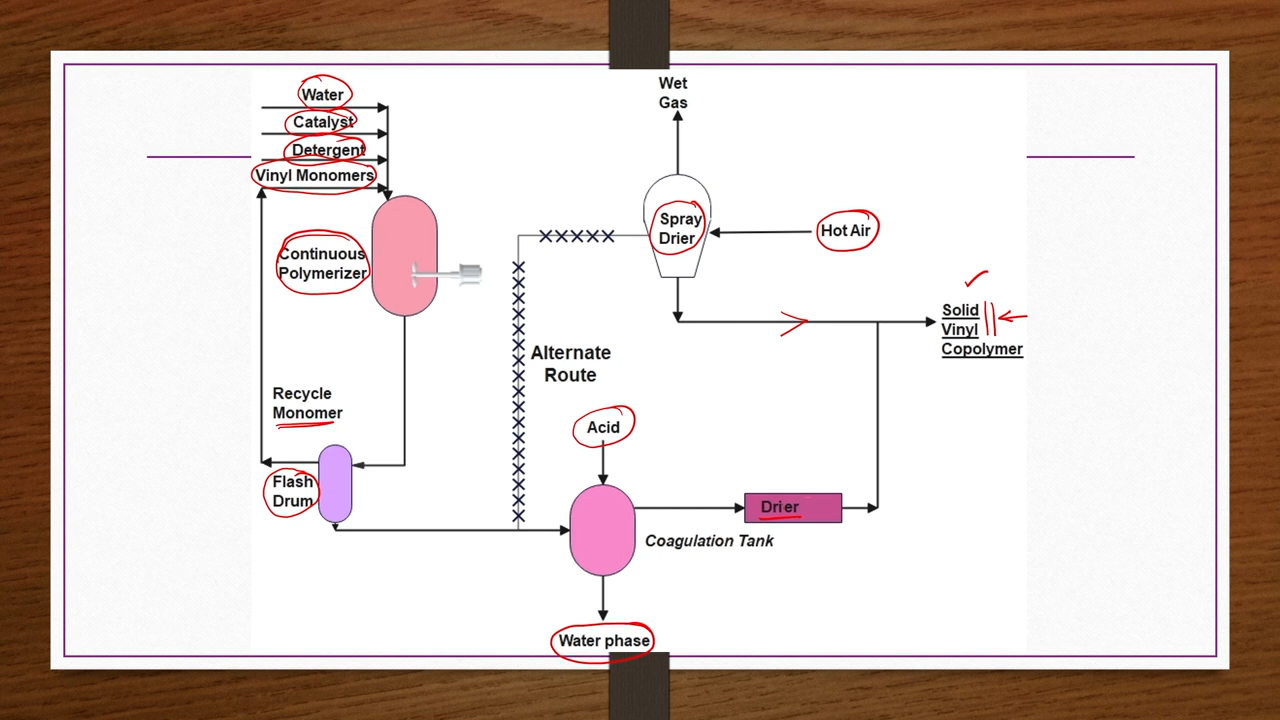 Water
Catalyst
Detergent
Vinyl Monomers
Continuous
Polymerizer
Recycle
Monomer
Flash
Drum
Wet
Gas
Spray
Drier
Hot Air
Solid
Vinyl
Copolymer
Alternate
Route
Acid
Drier
Coagulation Tank
Water phase